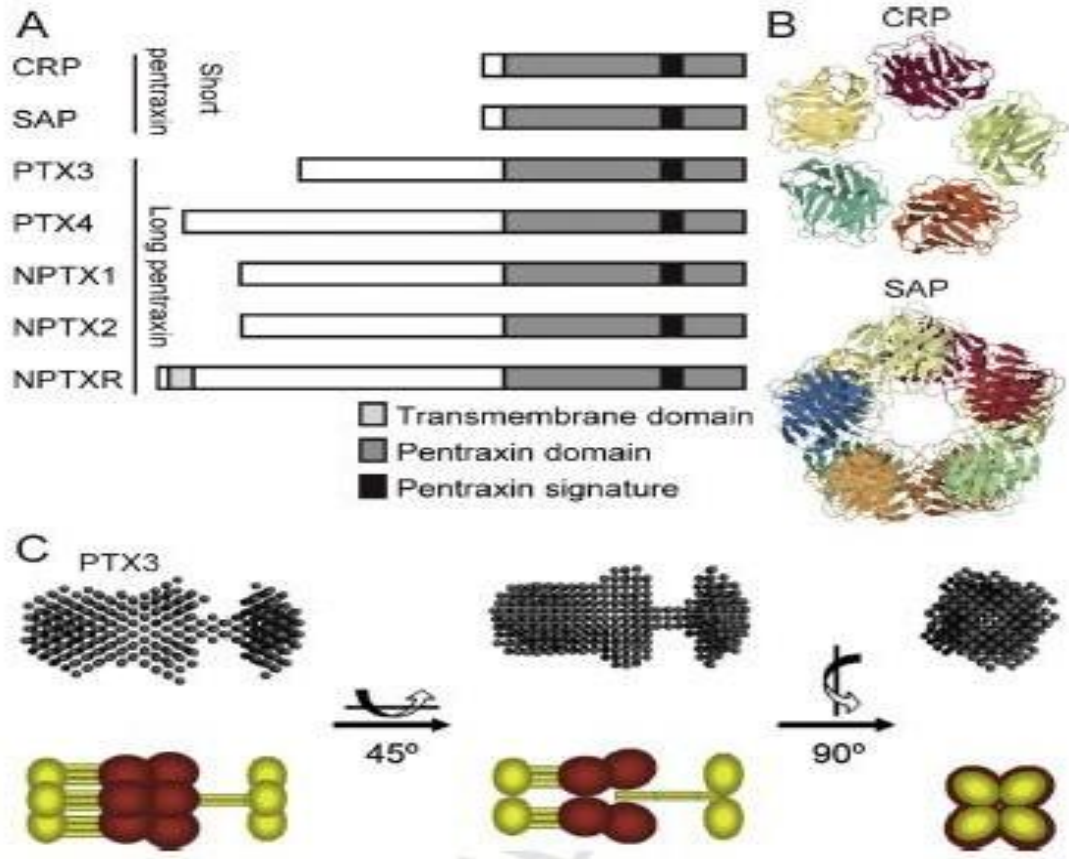 A
CRP
SAP
Short
pentraxin
PTX3
PTX4
NPTX1
NPTX2
NPTXR
Long pentraxin
Transmembrane domain
Pentraxin domain
Pentraxin signature
B
CRP
SAP
C
PTX3
45º
90º